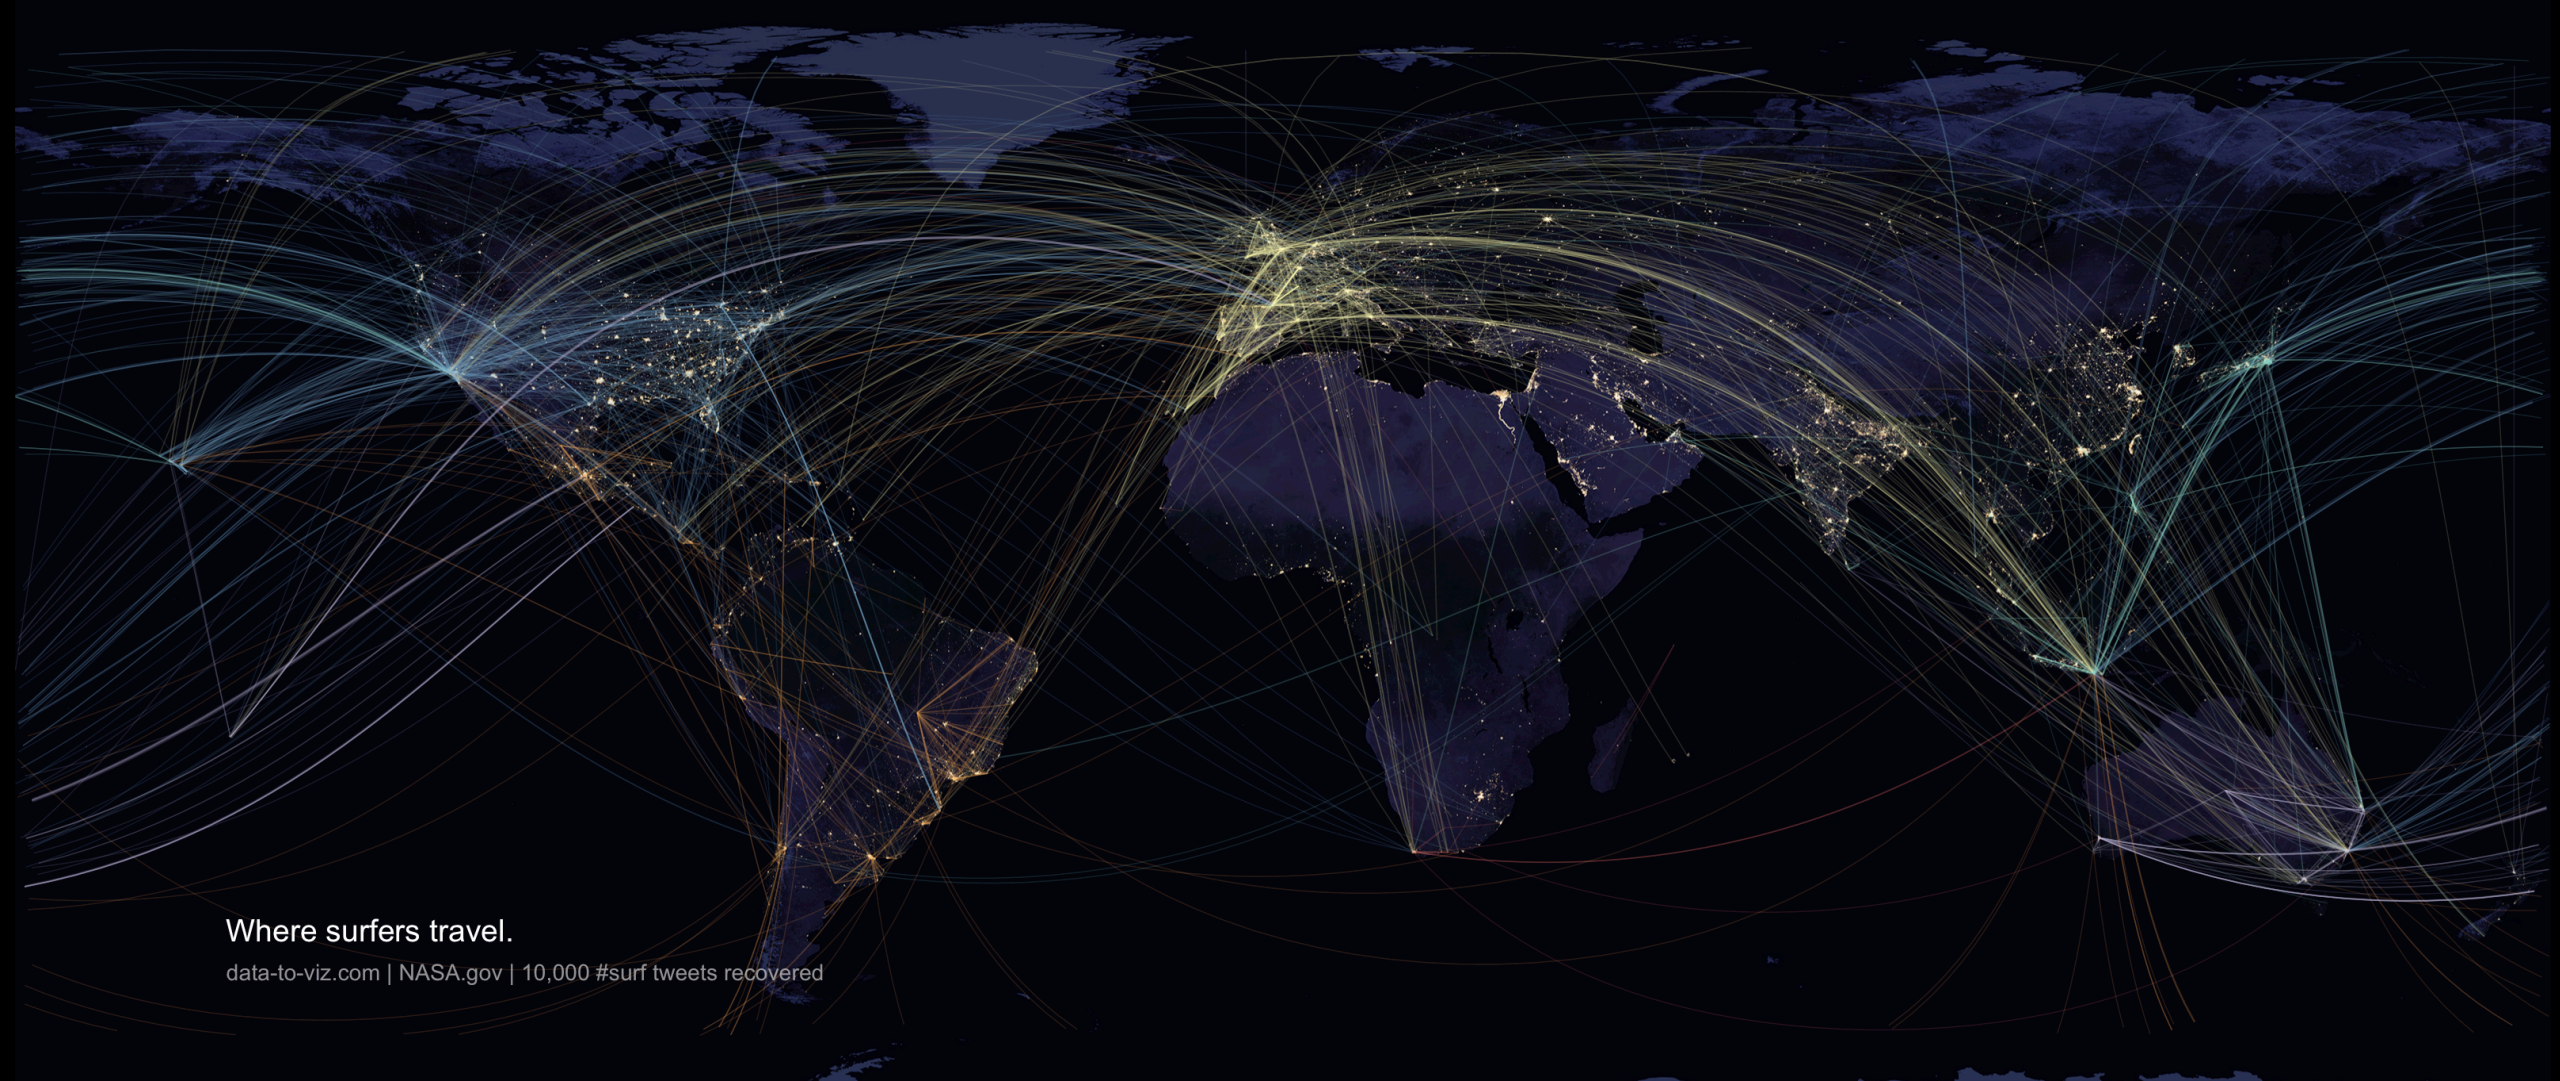 Where surfers travel.
data-to-viz.com | NASA.gov | 10,000 #surf tweets recovered